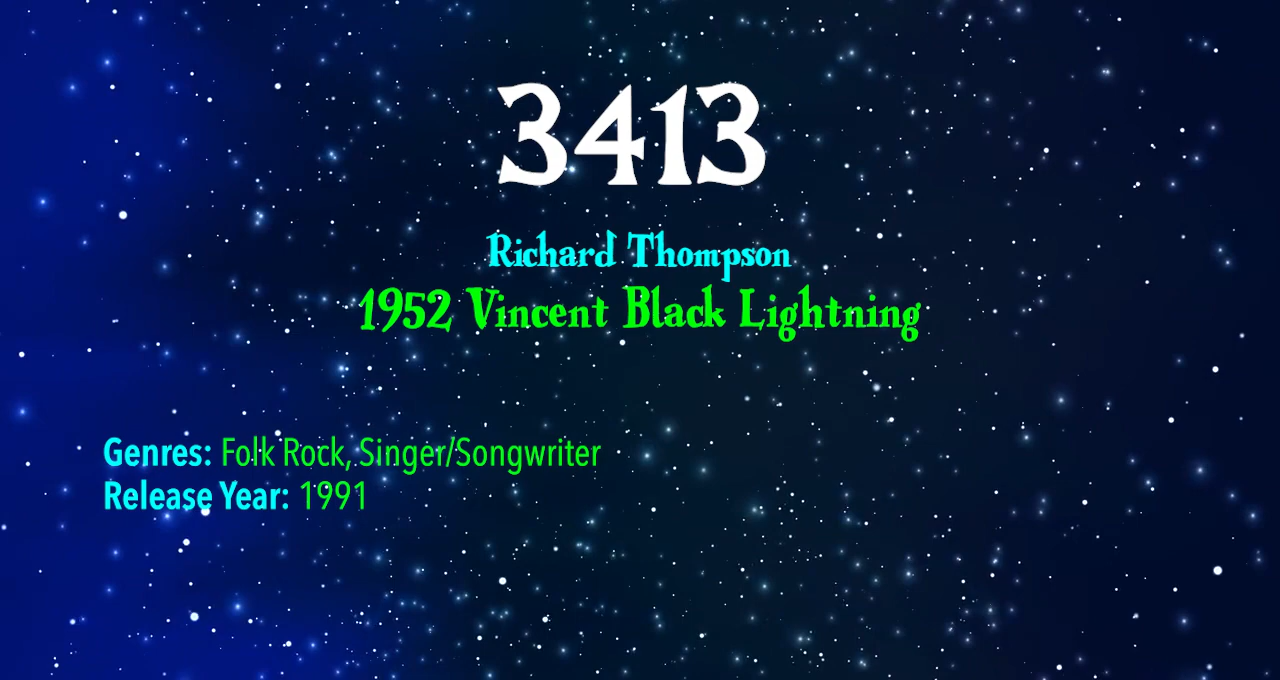 3413
Richard Thompson
1952 Vincent Black Lightning
Genres: Folk Rock, Singer/Songwriter
Release Year: 1991